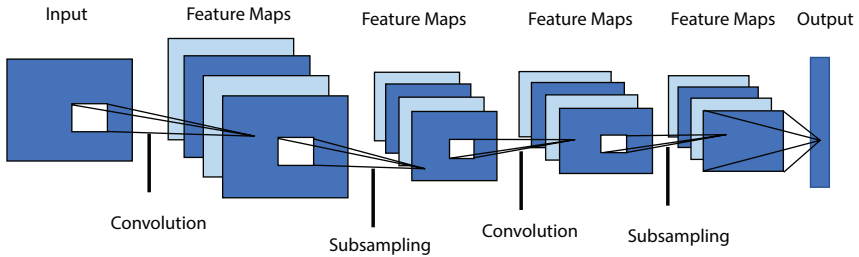 Input
Feature Maps
Feature Maps
Feature Maps
Feature Maps
Output
Convolution
Subsampling
Convolution
Subsampling